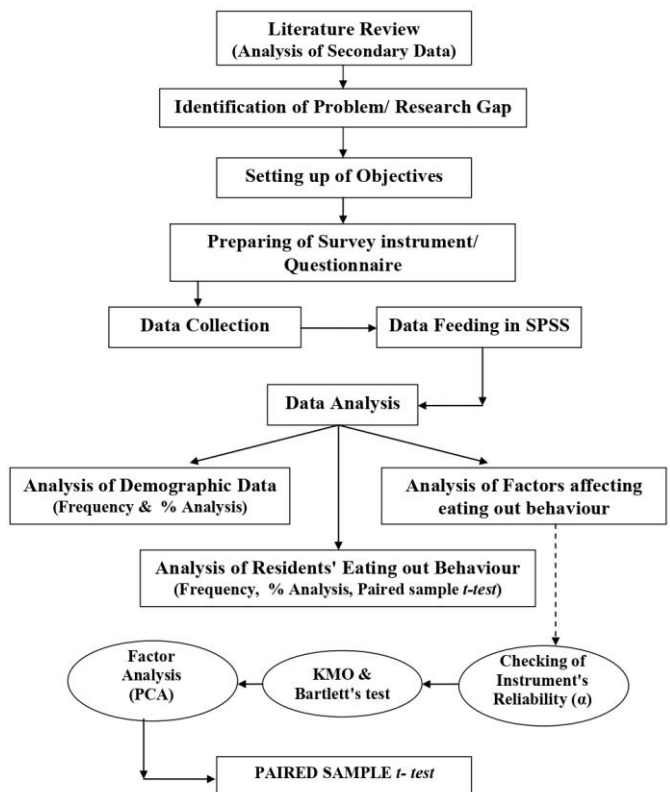 Literature Review
(Analysis of Secondary Data)
Identification of Problem/ Research Gap
Setting up of Objectives
Preparing of Survey instrument/
Questionnaire
Data Collection
Data Feeding in SPSS
Data Analysis
Analysis of Demographic Data
(Frequency & % Analysis)
Analysis of Factors affecting
eating out behaviour
Analysis of Residents' Eating out Behaviour
(Frequency, % Analysis, Paired sample t-test)
Factor
Analysis
(PCA)
KMO &
Bartlett's test
Checking of
Instrument's
Reliability (α)
PAIRED SAMPLE t- test